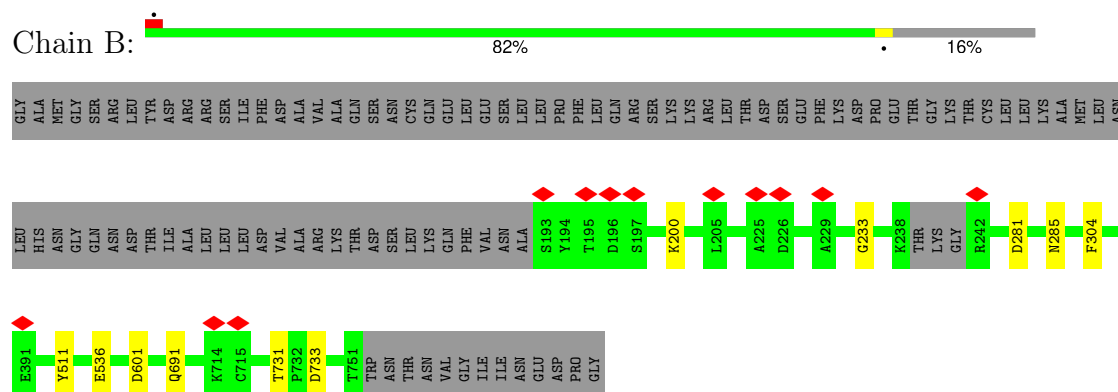 Chain B:
82%
16%
GLY ALA MET GLY SER ARG LEU TYR ASP ARG ARG SER ILE PHE ASP ALA VAL ALA GLN SER ASN CYS GLN GLU LEU GLU SER LEU LEU PRO PHE LEU GLN ARG SER LYS LYS ARG LEU THR ASP SER GLU PHE LYS ASP PRO GLU THR GLY LYS THR CYS LEU LEU LYS ALA MET LEU ASN
LEU HIS ASN GLY GLN ASN ASP THR ILE ALA LEU LEU LEU ASP VAL ALA ARG LYS THR ASP SER LEU LYS GLN PHE VAL ASN ALA S193 Y194 T195 D196 S197 K200 L205 A225 D226 A229 G233 K238 THR LYS GLY R242 D281 N285 F304
E391 Y511 E536 D601 Q691 K714 C715 T731 P732 D733 T751 TRP ASN THR ASN VAL GLY ILE ILE ASN GLU ASP PRO GLY